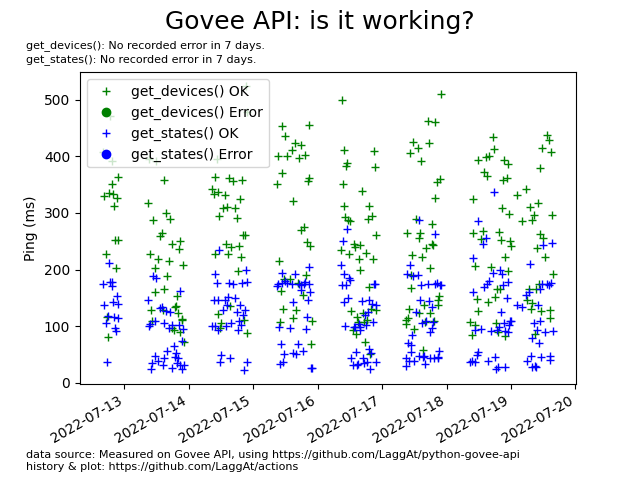 Govee API: is it working?
get_devices(): No recorded error in 7 days.
get_states(): No recorded error in 7 days.
get_devices() OK
get_devices() Error
get_states() OK
get_states() Error
Ping (ms)
500
400
300
200
100
0
2022-07-13
2022-07-14
2022-07-15
2022-07-16
2022-07-17
2022-07-18
2022-07-19
2022-07-20
data source: Measured on Govee API, using https://github.com/LaggAt/python-govee-api
history & plot: https://github.com/LaggAt/actions